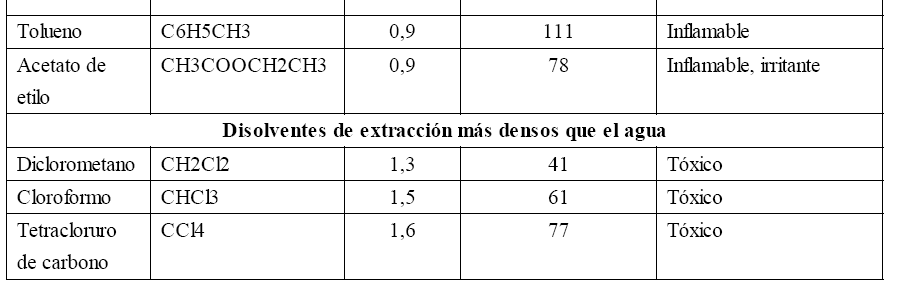 Tolueno C6H5CH3 0,9 111 Inflamable
Acetato de CH3COOCH2CH3 0,9 78 Inflamable, irritante
etilo
Disolventes de extracción más densos que el agua
Diclorometano CH2Cl2 1,3 41 Tóxico
Cloroformo CHCl3 1,5 61 Tóxico
Tetracloruro CCl4 1,6 77 Tóxico
de carbono